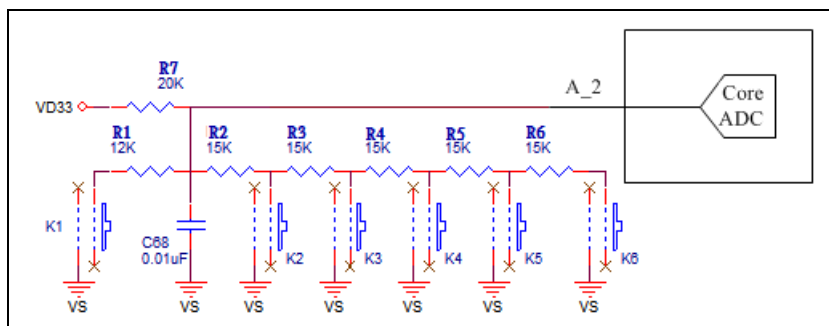 R7
20K
VD33
A_2
Core
ADC
R1
12K
R2
15K
R3
15K
R4
15K
R5
15K
R6
15K
K1
C68
0.01uF
K2
K3
K4
K5
K6
VS
VS
VS
VS
VS
VS
VS